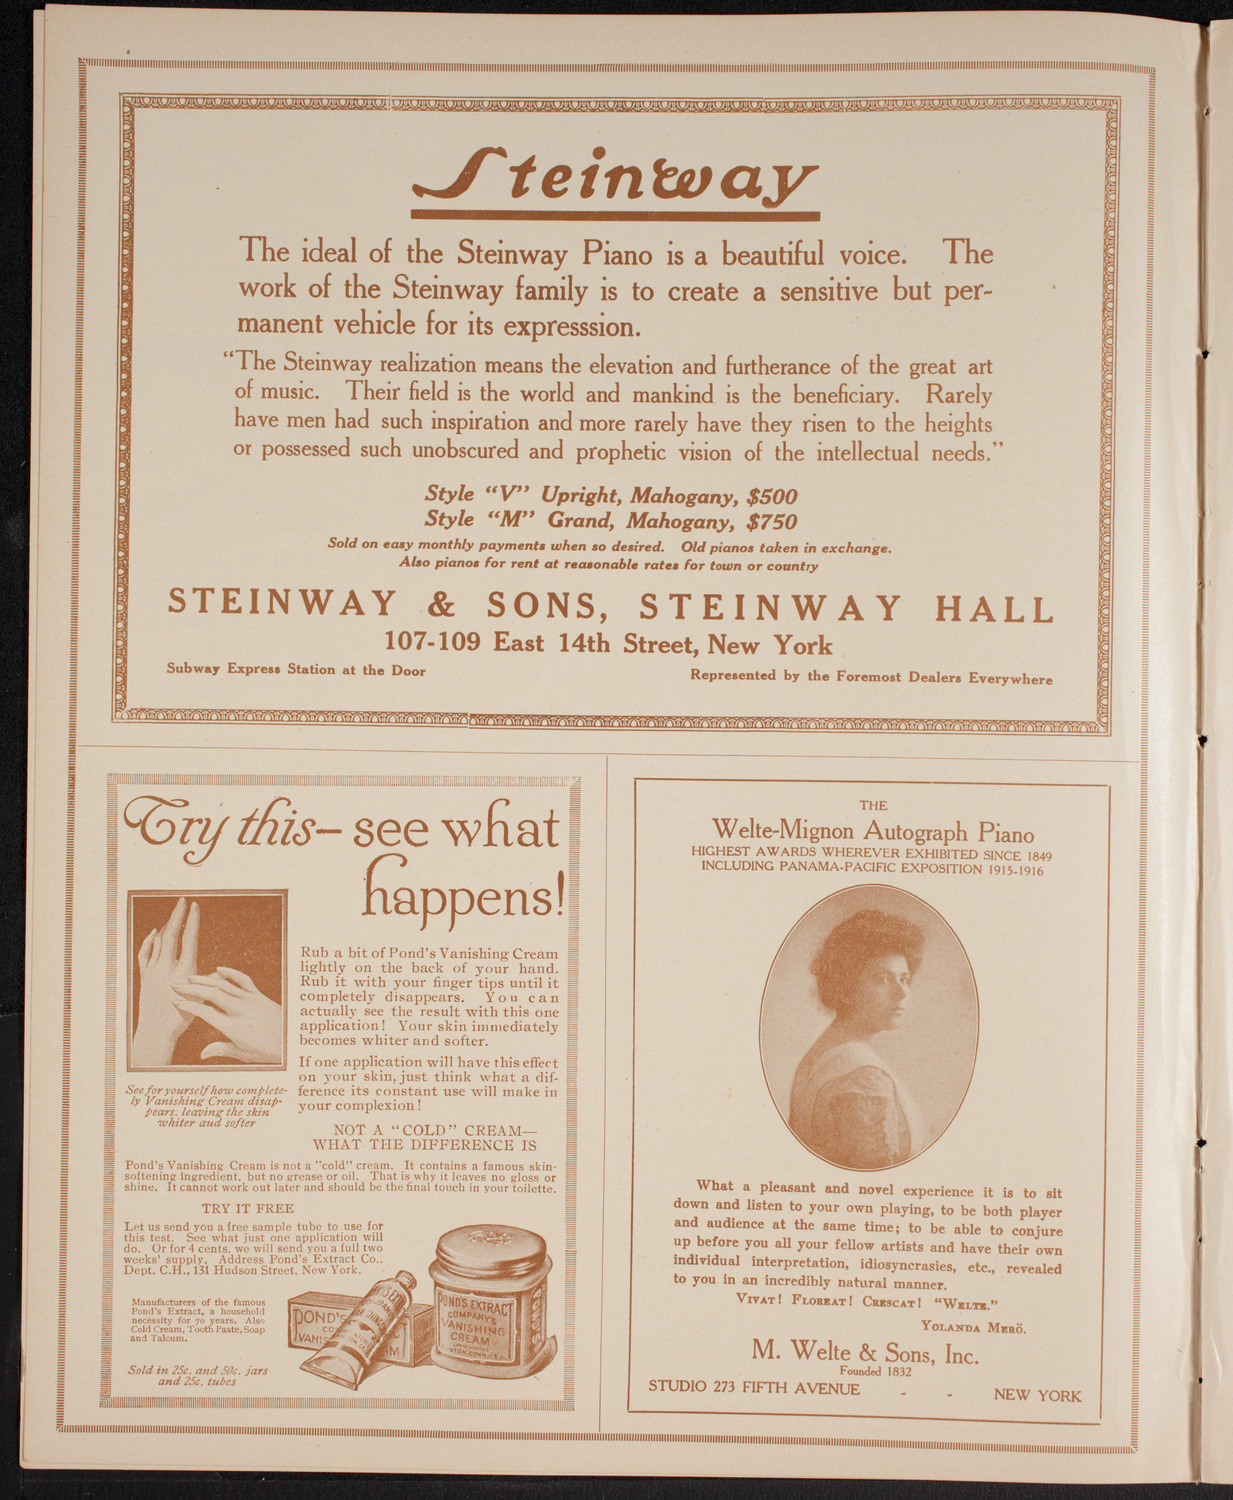 Steinway
The ideal of the Steinway Piano is a beautiful voice. The
work of the Steinway family is to create a sensitive but per-
manent vehicle for its expresssion.
“The Steinway realization means the elevation and furtherance of the great art
of music. Their field is the world and mankind is the beneficiary. Rarely
have men had such inspiration and more rarely have they risen to the heights
or possessed such unobscured and prophetic vision of the intellectual needs.”
Style “V” Upright, Mahogany, $500
Style “M” Grand, Mahogany, $750
Sold on easy monthly payments when so desired. Old pianos taken in exchange.
Also pianos for rent at reasonable rates for town or country
STEINWAY & SONS, STEINWAY HALL
107-109 East 14th Street, New York
Subway Express Station at the Door
Represented by the Foremost Dealers Everywhere
Try this—see what
happens!
Rub a bit of Pond's Vanishing Cream
lightly on the back of your hand.
Rub it with your finger tips until it
completely disappears. You can
actually see the result with this one
application! Your skin immediately
becomes whiter and softer.
If one application will have this effect
on your skin, just think what a dif-
ference its constant use will make in
your complexion!
See for yourself how complete-
ly Vanishing Cream disap-
pears, leaving the skin
whiter and softer
NOT A “COLD” CREAM—
WHAT THE DIFFERENCE IS
Pond's Vanishing Cream is not a "cold" cream. It contains a famous skin-
softening ingredient, but no grease or oil. That is why it leaves no gloss or
shine. It cannot work out later and should be the final touch in your toilette.
TRY IT FREE
Let us send you a free sample tube to use for
this test. See what just one application will
do. Or for 4 cents, we will send you a full two
weeks' supply. Address Pond's Extract Co.,
Dept. C.H., 131 Hudson Street, New York.
Manufacturers of the famous
Pond's Extract, a household
necessity for 70 years. Also
Cold Cream, Tooth Paste, Soap
and Talcum.
Sold in 25c. and 50c. jars
and 25c. tubes
POND'S
VANIS
POND'S EXTRACT
COMPANY'S
VANISHING
CREAM
THE
Welte-Mignon Autograph Piano
HIGHEST AWARDS WHEREVER EXHIBITED SINCE 1849
INCLUDING PANAMA-PACIFIC EXPOSITION 1915-1916
What a pleasant and novel experience it is to sit
down and listen to your own playing, to be both player
and audience at the same time; to be able to conjure
up before you all your fellow artists and have their own
individual interpretation, idiosyncrasies, etc., revealed
to you in an incredibly natural manner.
VIVAT! FLOREAT! CRESCAT! “WELTE.”
YOLANDA MERÖ.
M. Welte & Sons, Inc.
Founded 1832
STUDIO 273 FIFTH AVENUE - - NEW YORK